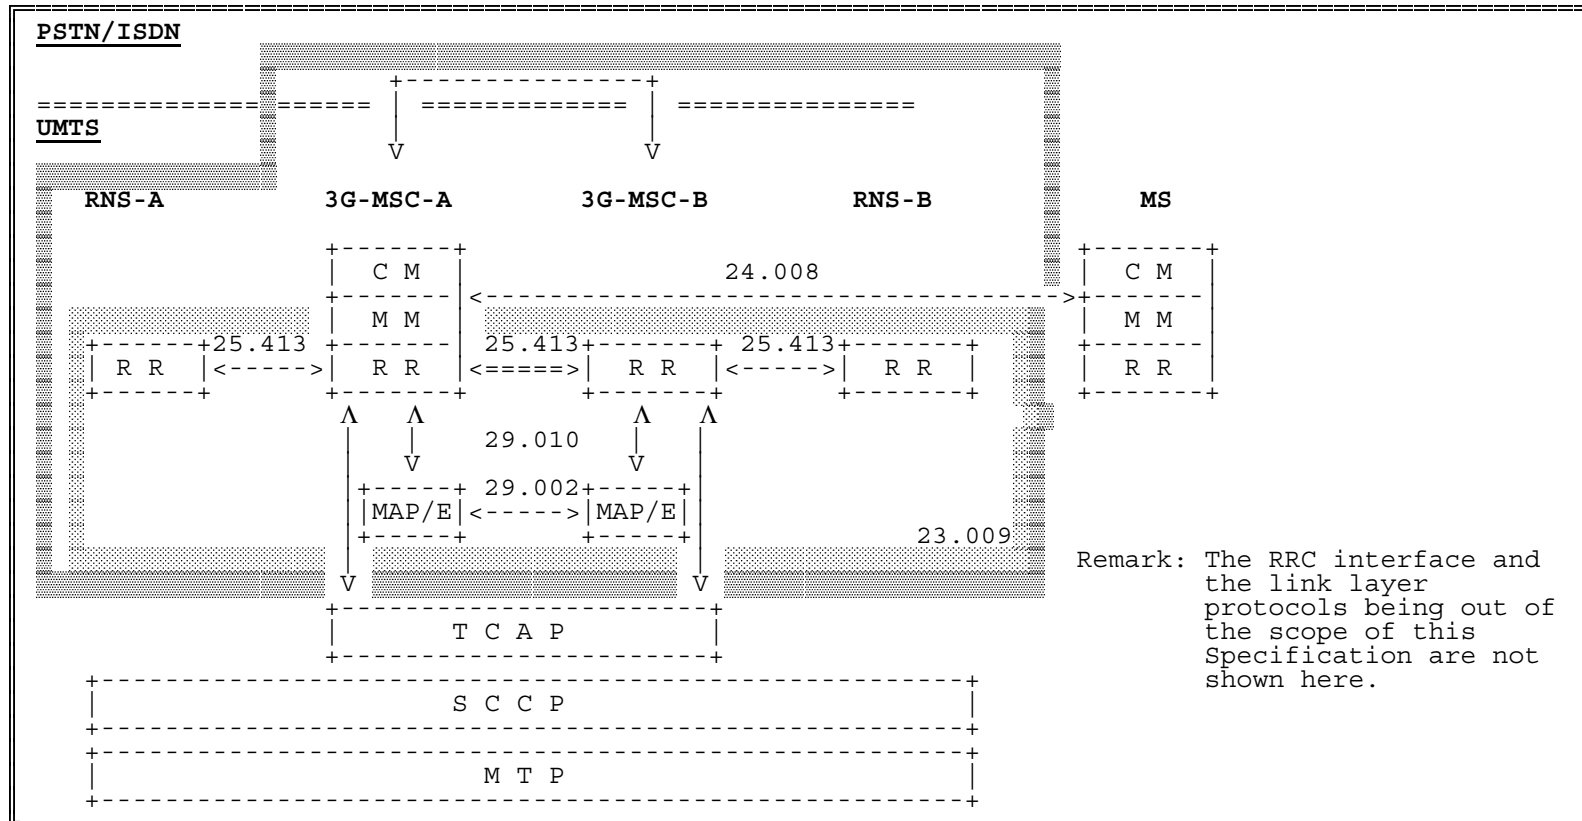 PSTN/ISDN
UMTS
RNS-A 3G-MSC-A 3G-MSC-B RNS-B MS
C M 24.008 C M
M M M M
25.413 25.413 25.413
R R R R R R R R R R
29.010
29.002
MAP/E MAP/E
23.009
Remark: The RRC interface and
the link layer
protocols being out of
the scope of this
Specification are not
shown here.
T C A P
S C C P
M T P